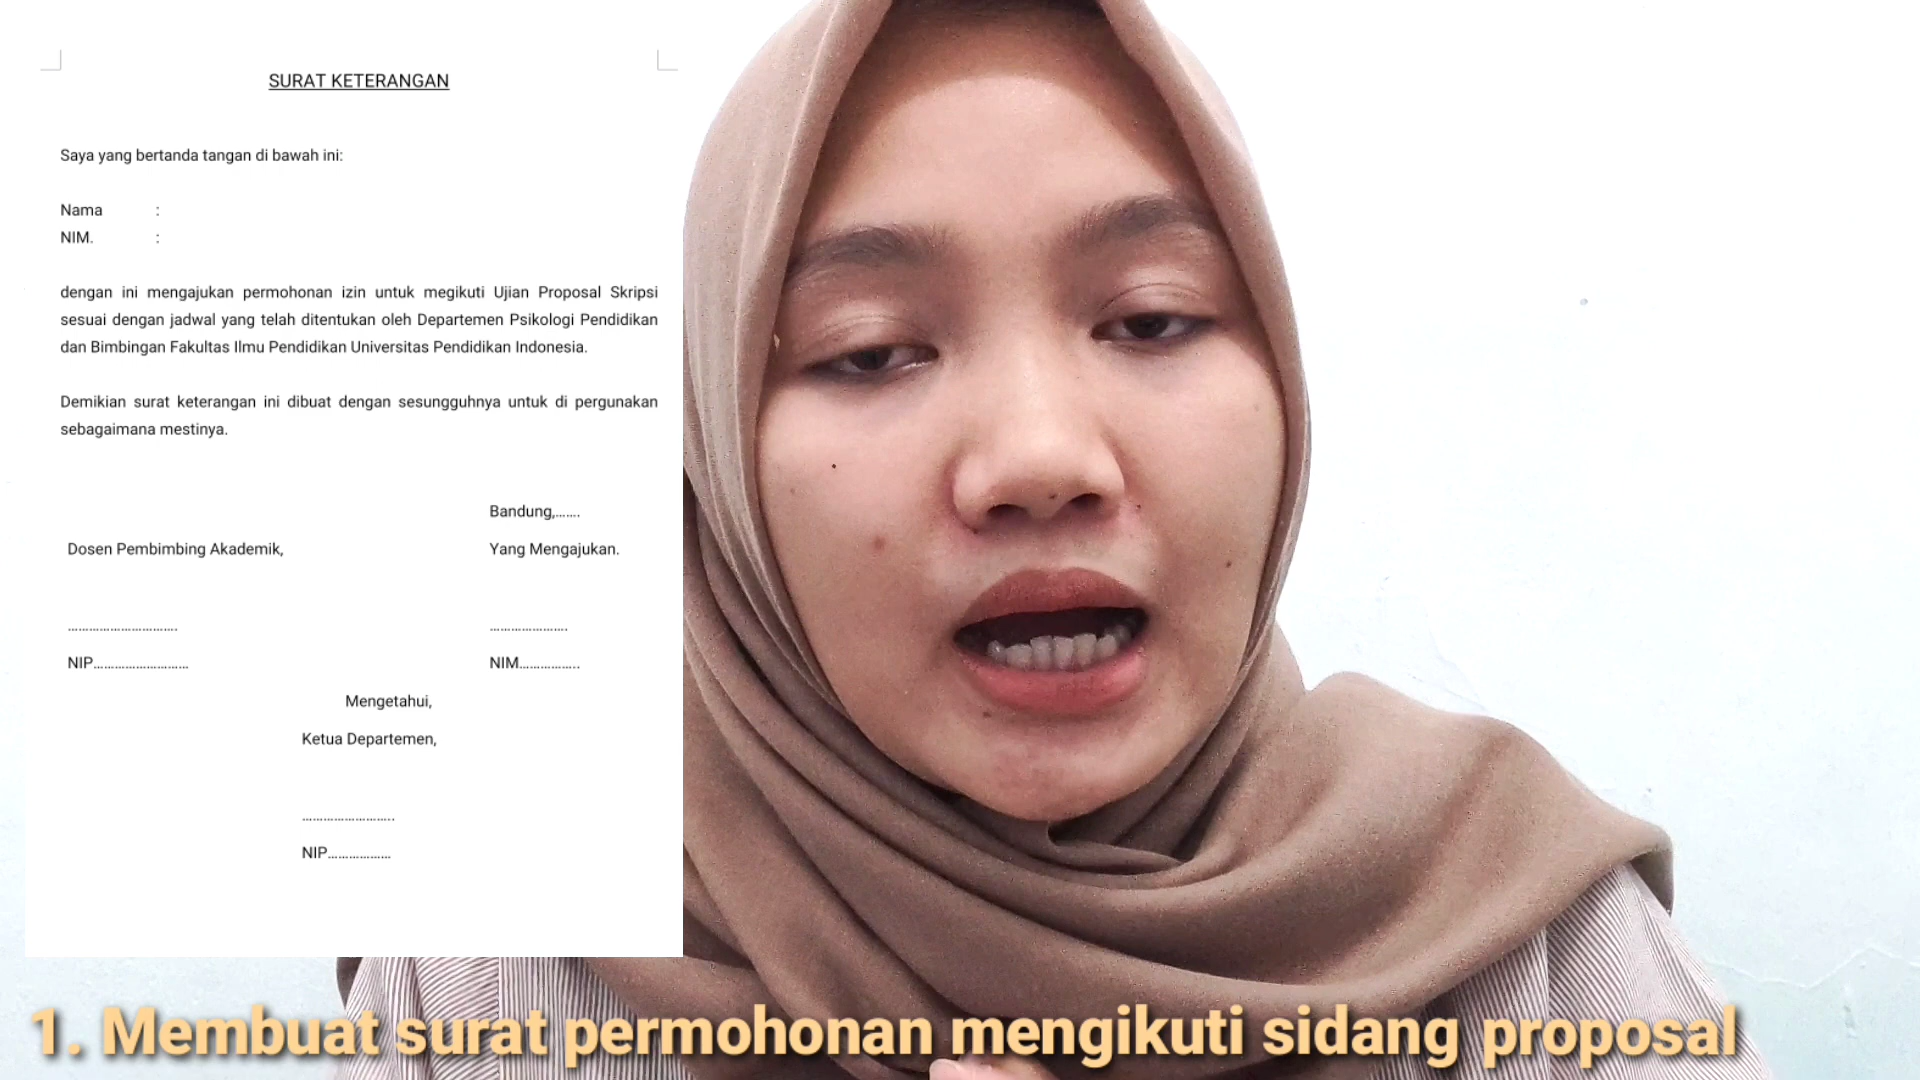 SURAT KETERANGAN
Saya yang bertanda tangan di bawah ini:
Nama :
NIM. :
dengan ini mengajukan permohonan izin untuk megikuti Ujian Proposal Skripsi
sesuai dengan jadwal yang telah ditentukan oleh Departemen Psikologi Pendidikan
dan Bimbingan Fakultas Ilmu Pendidikan Universitas Pendidikan Indonesia.
Demikian surat keterangan ini dibuat dengan sesungguhnya untuk di pergunakan
sebagaimana mestinya.
Bandung,.......
Dosen Pembimbing Akademik, Yang Mengajukan.
............................... ......................
NIP........................... NIM.................
Mengetahui,
Ketua Departemen,
..........................
NIP..................
1. Membuat surat permohonan mengikuti sidang proposal